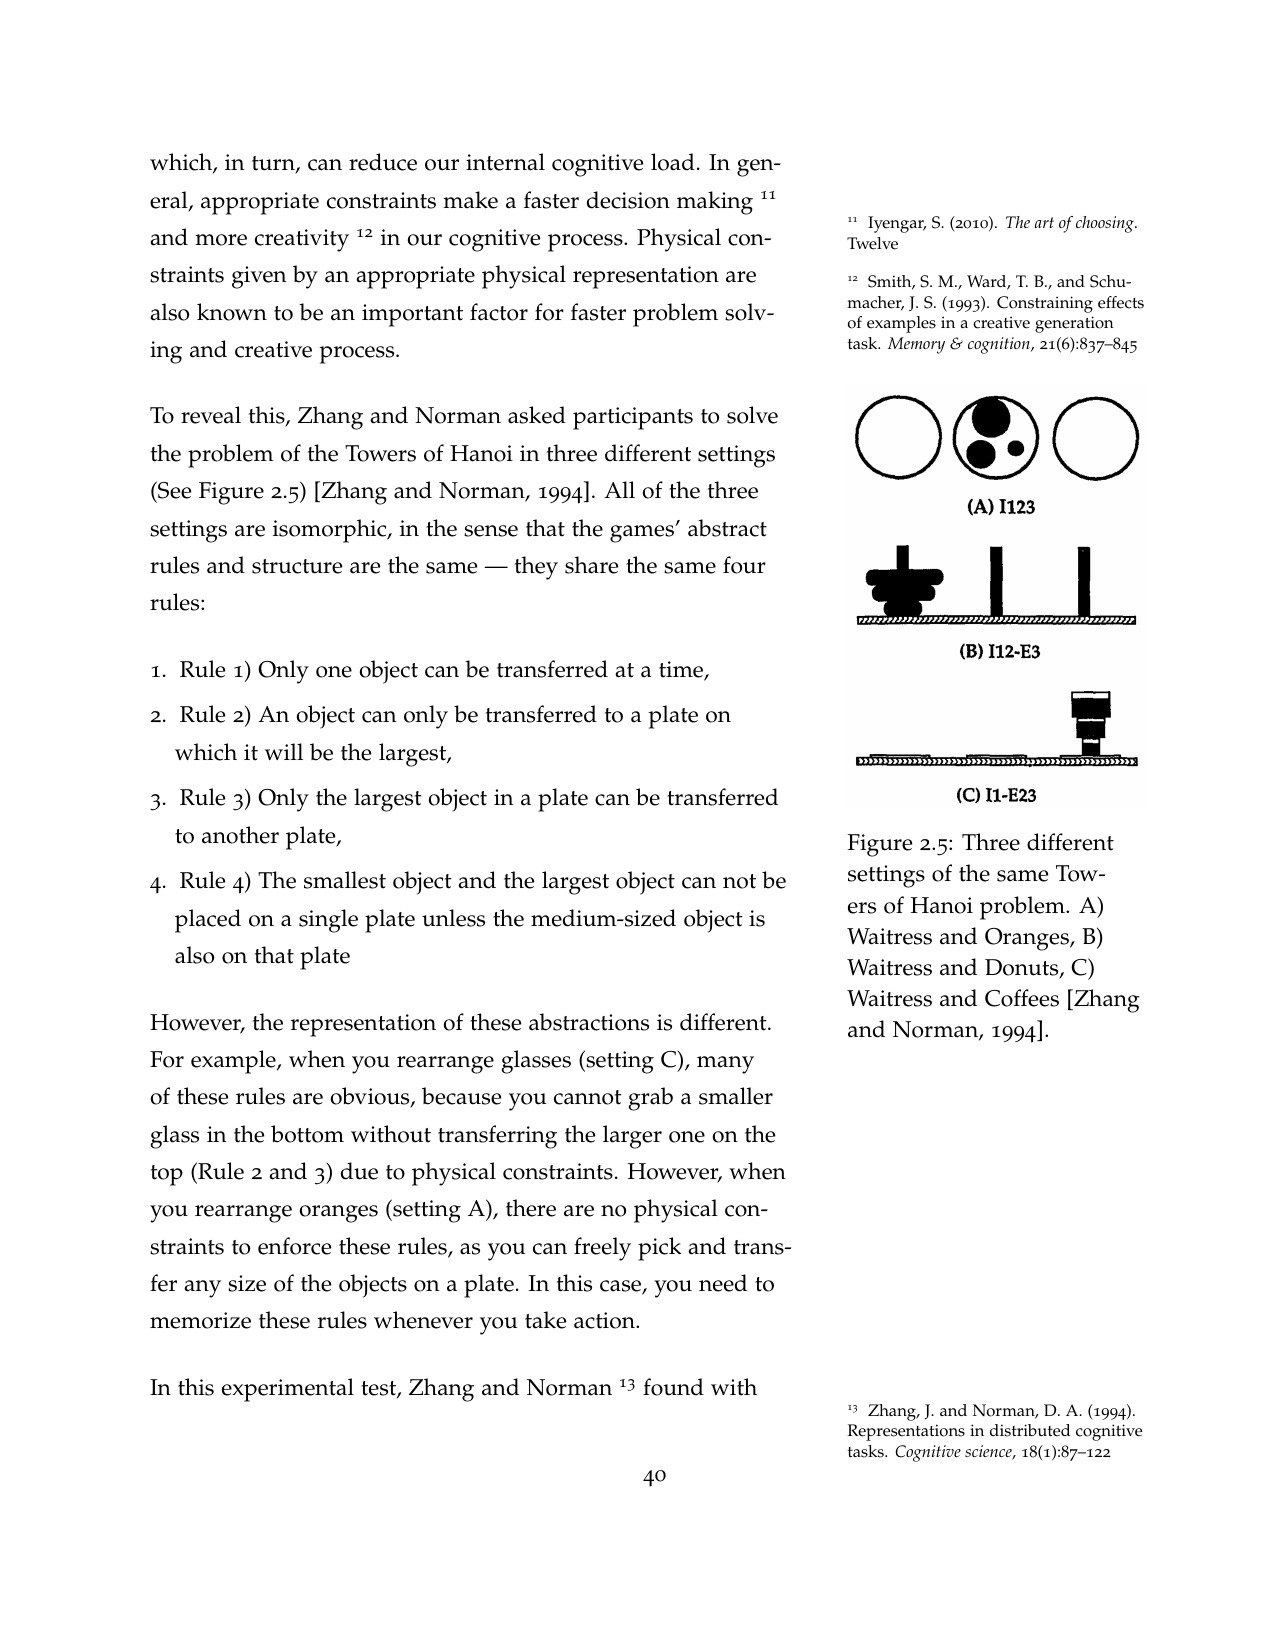 which, in turn, can reduce our internal cognitive load. In gen-
eral, appropriate constraints make a faster decision making 11
and more creativity 12 in our cognitive process. Physical con-
straints given by an appropriate physical representation are
also known to be an important factor for faster problem solv-
ing and creative process.
To reveal this, Zhang and Norman asked participants to solve
the problem of the Towers of Hanoi in three different settings
(See Figure 2.5) [Zhang and Norman, 1994]. All of the three
settings are isomorphic, in the sense that the games’ abstract
rules and structure are the same — they share the same four
rules:
1. Rule 1) Only one object can be transferred at a time,
2. Rule 2) An object can only be transferred to a plate on
which it will be the largest,
3. Rule 3) Only the largest object in a plate can be transferred
to another plate,
4. Rule 4) The smallest object and the largest object can not be
placed on a single plate unless the medium-sized object is
also on that plate
However, the representation of these abstractions is different.
For example, when you rearrange glasses (setting C), many
of these rules are obvious, because you cannot grab a smaller
glass in the bottom without transferring the larger one on the
top (Rule 2 and 3) due to physical constraints. However, when
you rearrange oranges (setting A), there are no physical con-
straints to enforce these rules, as you can freely pick and trans-
fer any size of the objects on a plate. In this case, you need to
memorize these rules whenever you take action.
In this experimental test, Zhang and Norman 13 found with
11 Iyengar, S. (2010). The art of choosing.
Twelve
12 Smith, S. M., Ward, T. B., and Schu-
macher, J. S. (1993). Constraining effects
of examples in a creative generation
task. Memory & cognition, 21(6):837–845
(A) I123
(B) I12-E3
(C) I1-E23
Figure 2.5: Three different
settings of the same Tow-
ers of Hanoi problem. A)
Waitress and Oranges, B)
Waitress and Donuts, C)
Waitress and Coffees [Zhang
and Norman, 1994].
13 Zhang, J. and Norman, D. A. (1994).
Representations in distributed cognitive
tasks. Cognitive science, 18(1):87–122
40